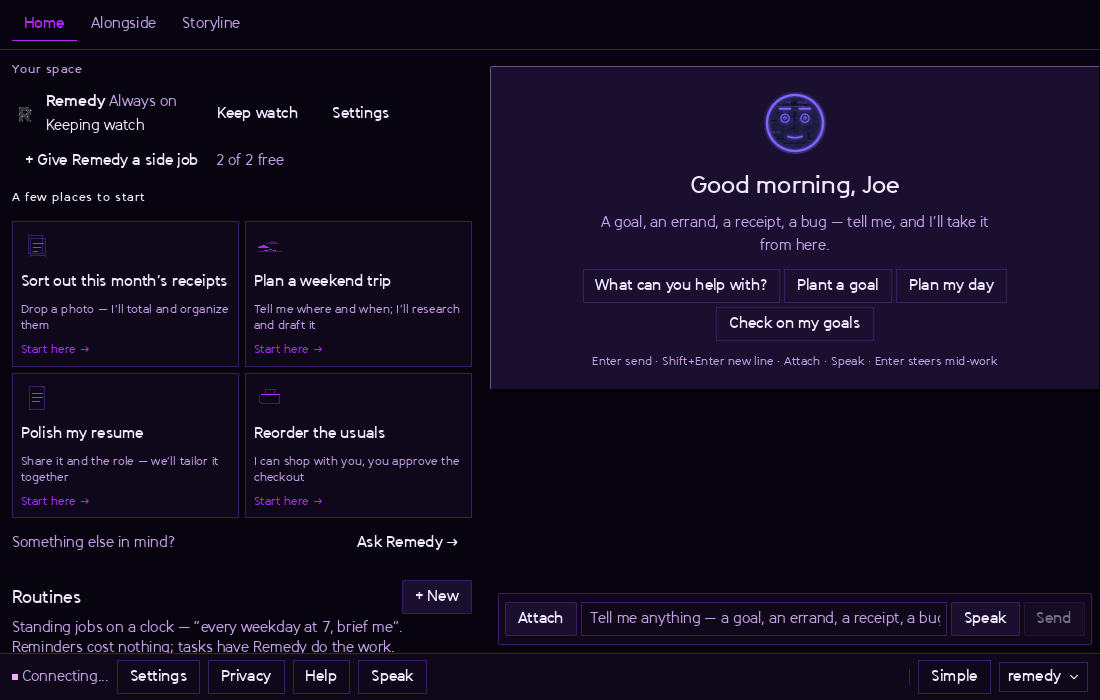 Home Alongside Storyline
Your space
Remedy Always on
Keeping watch
Keep watch
Settings
+ Give Remedy a side job 2 of 2 free
A few places to start
Sort out this month's receipts
Drop a photo — I'll total and organize
them
Start here →
Plan a weekend trip
Tell me where and when; I'll research
and draft it
Start here →
Polish my resume
Share it and the role — we'll tailor it
together
Start here →
Reorder the usuals
I can shop with you, you approve the
checkout
Start here →
Something else in mind?
Ask Remedy →
Routines
+ New
Standing jobs on a clock — “every weekday at 7, brief me”.
Reminders cost nothing; tasks have Remedy do the work.
Good morning, Joe
A goal, an errand, a receipt, a bug — tell me, and I'll take it
from here.
What can you help with? Plant a goal Plan my day
Check on my goals
Enter send · Shift+Enter new line · Attach · Speak · Enter steers mid-work
Attach Tell me anything — a goal, an errand, a receipt, a bug Speak Send
Connecting... Settings Privacy Help Speak Simple remedy